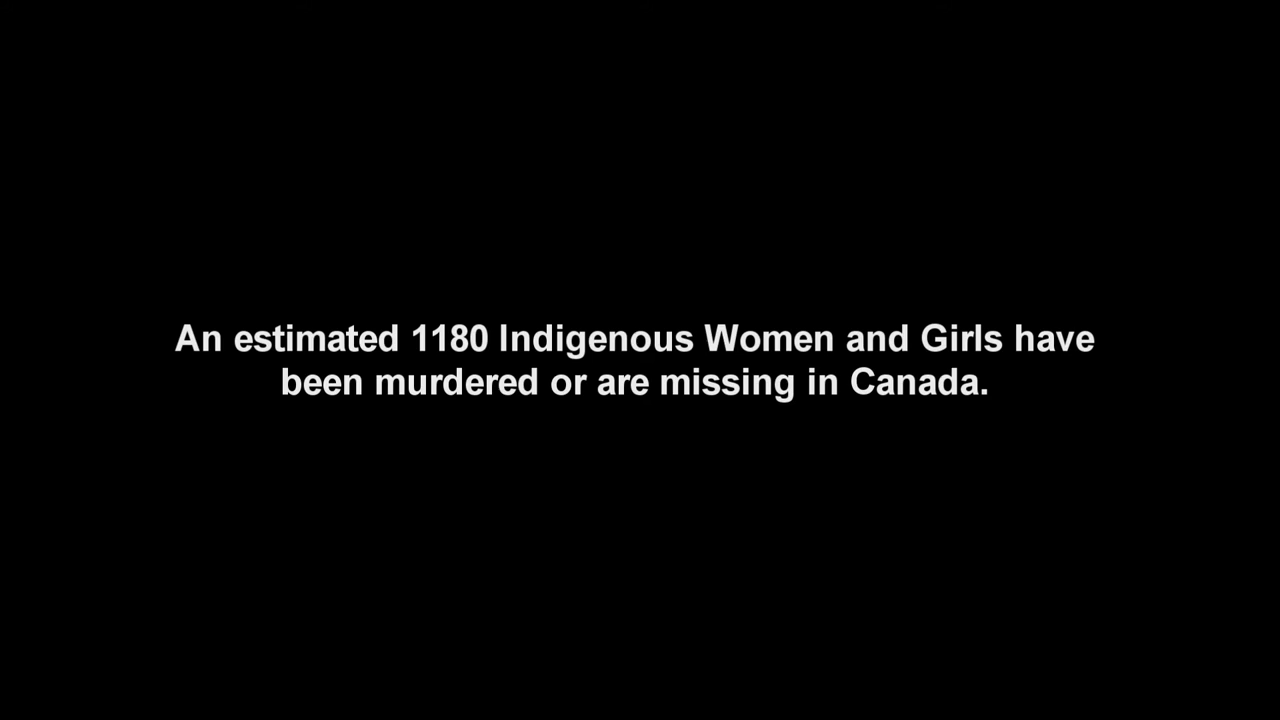 An estimated 1180 Indigenous Women and Girls have
been murdered or are missing in Canada.